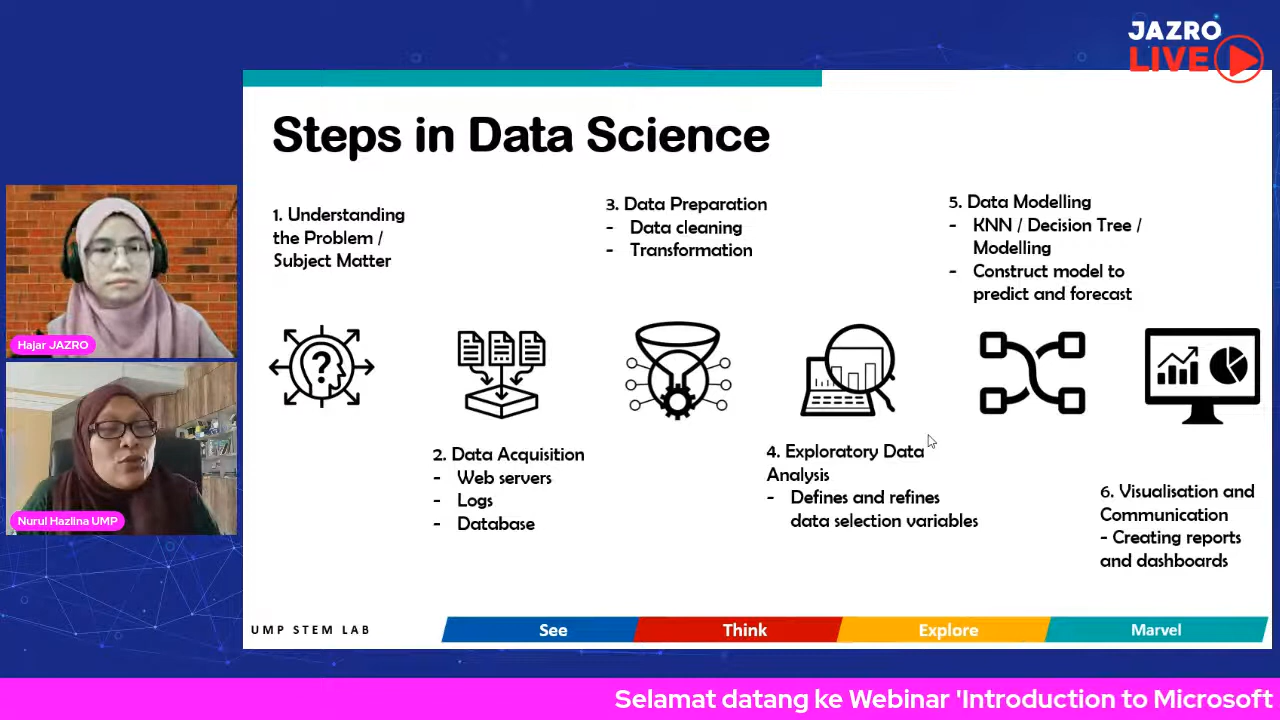 JAZRO
LIVE
Steps in Data Science
1. Understanding
the Problem /
Subject Matter
3. Data Preparation
- Data cleaning
- Transformation
5. Data Modelling
- KNN / Decision Tree /
Modelling
- Construct model to
predict and forecast
2. Data Acquisition
- Web servers
- Logs
- Database
4. Exploratory Data
Analysis
- Defines and refines
data selection variables
6. Visualisation and
Communication
- Creating reports
and dashboards
Hajar JAZRO
Nurul Hazlina UMP
UMP STEM LAB
See
Think
Explore
Marvel
Selamat datang ke Webinar 'Introduction to Microsoft